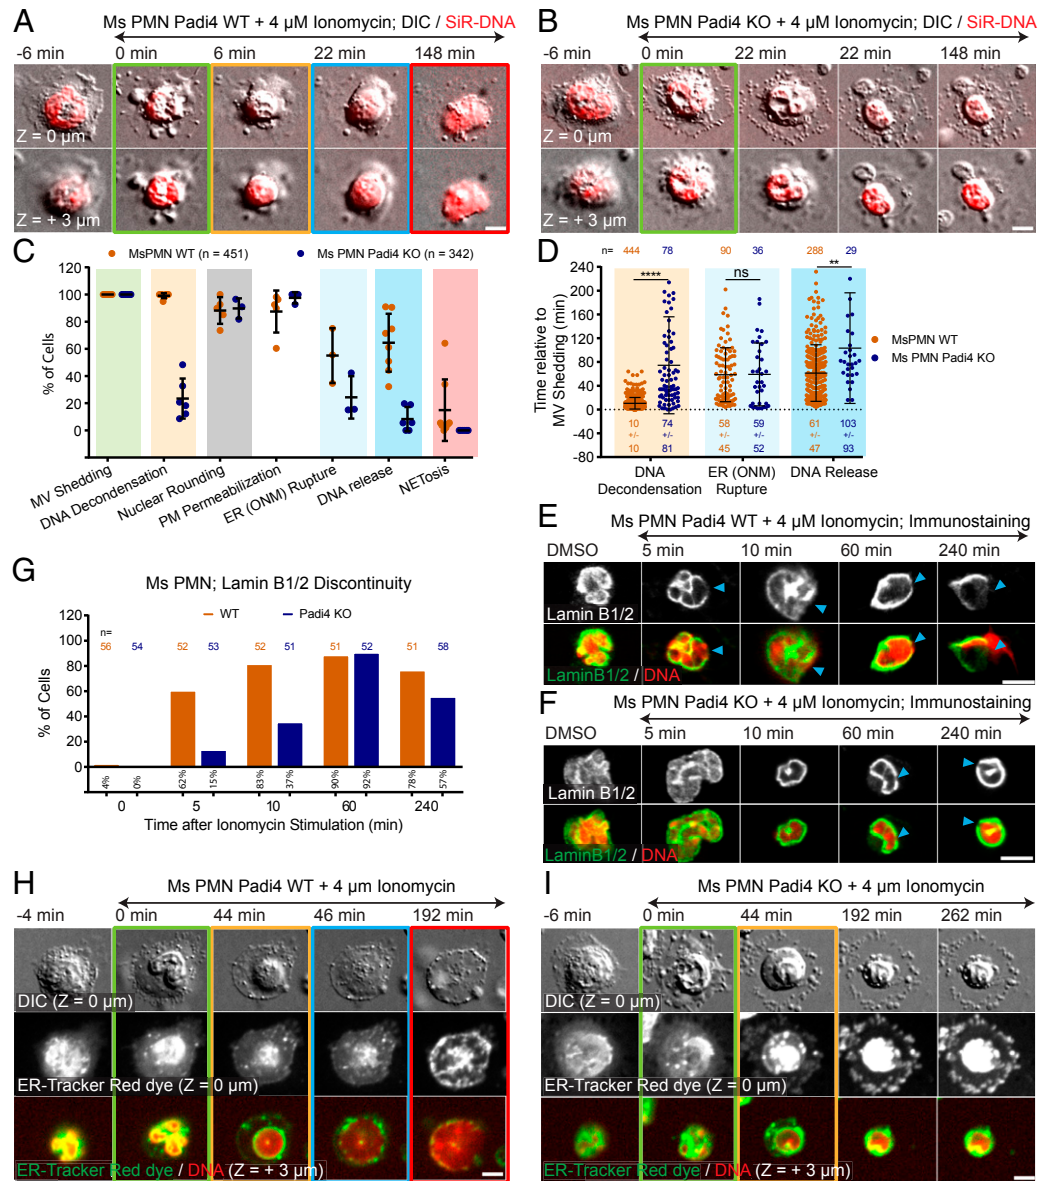 A
Ms PMN Padi4 WT + 4 µM Ionomycin; DIC / SiR-DNA
-6 min 0 min 6 min 22 min 148 min
Z = 0 µm
Z = + 3 µm
B
Ms PMN Padi4 KO + 4 µM Ionomycin; DIC / SiR-DNA
-6 min 0 min 22 min 22 min 148 min
Z = 0 µm
Z = + 3 µm
C
MsPMN WT (n = 451) Ms PMN Padi4 KO (n = 342)
% of Cells
120
100
80
60
40
20
0
MV Shedding
DNA Decondensation
Nuclear Rounding
PM Permeabilization
ER (ONM) Rupture
DNA release
NETosis
D
n= 444 78 90 36 288 29
**** ns **
Time relative to
MV Shedding (min)
240
200
160
120
80
40
0
-40
-80
10 74 58 59 61 103
+/- +/- +/- +/- +/- +/-
10 81 45 52 47 93
DNA
Decondensation
ER (ONM)
Rupture
DNA Release
MsPMN WT
Ms PMN Padi4 KO
E
Ms PMN Padi4 WT + 4 µM Ionomycin; Immunostaining
DMSO 5 min 10 min 60 min 240 min
Lamin B1/2
LaminB1/2 / DNA
F
Ms PMN Padi4 KO + 4 µM Ionomycin; Immunostaining
DMSO 5 min 10 min 60 min 240 min
Lamin B1/2
LaminB1/2 / DNA
G
Ms PMN; Lamin B1/2 Discontinuity
WT Padi4 KO
n=
56 54 52 53 52 51 51 52 51 58
% of Cells
120
100
80
60
40
20
0
4% 0% 62% 15% 83% 37% 90% 92% 78% 57%
0 5 10 60 240
Time after Ionomycin Stimulation (min)
H
Ms PMN Padi4 WT + 4 µm Ionomycin
-4 min 0 min 44 min 46 min 192 min
DIC (Z = 0 µm)
ER-Tracker Red dye (Z = 0 µm)
ER-Tracker Red dye / DNA (Z = + 3 µm)
I
Ms PMN Padi4 KO + 4 µm Ionomycin
-6 min 0 min 44 min 192 min 262 min
DIC (Z = 0 µm)
ER-Tracker Red dye (Z = 0 µm)
ER-Tracker Red dye / DNA (Z = + 3 µm)